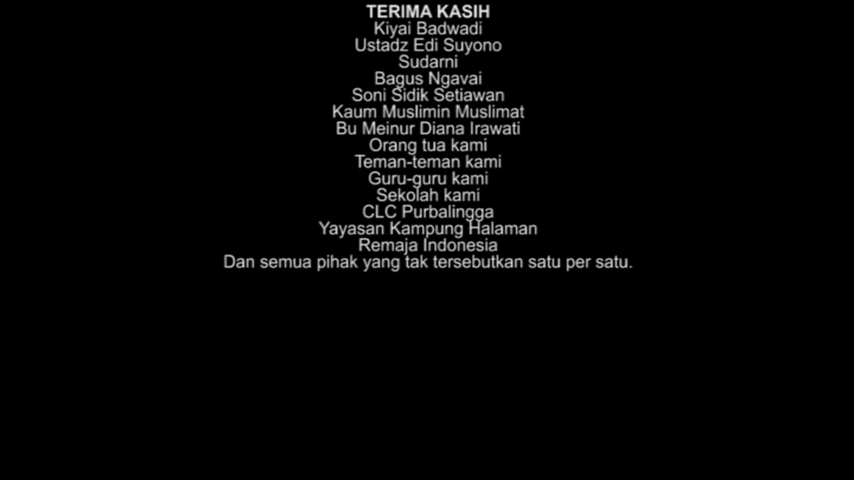 TERIMA KASIH
Kiyai Badwadi
Ustadz Edi Suyono
Sudarni
Bagus Ngavai
Soni Sidik Setiawan
Kaum Muslimin Muslimat
Bu Meinur Diana Irawati
Orang tua kami
Teman-teman kami
Guru-guru kami
Sekolah kami
CLC Purbalingga
Yayasan Kampung Halaman
Remaja Indonesia
Dan semua pihak yang tak tersebutkan satu per satu.